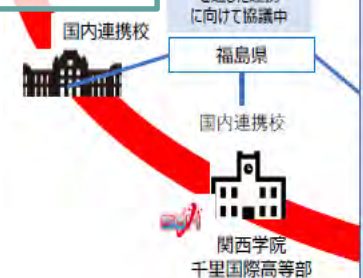 国内連携校
に向けて協議中
福島県
国内連携校
関西学院
千里国際高等部